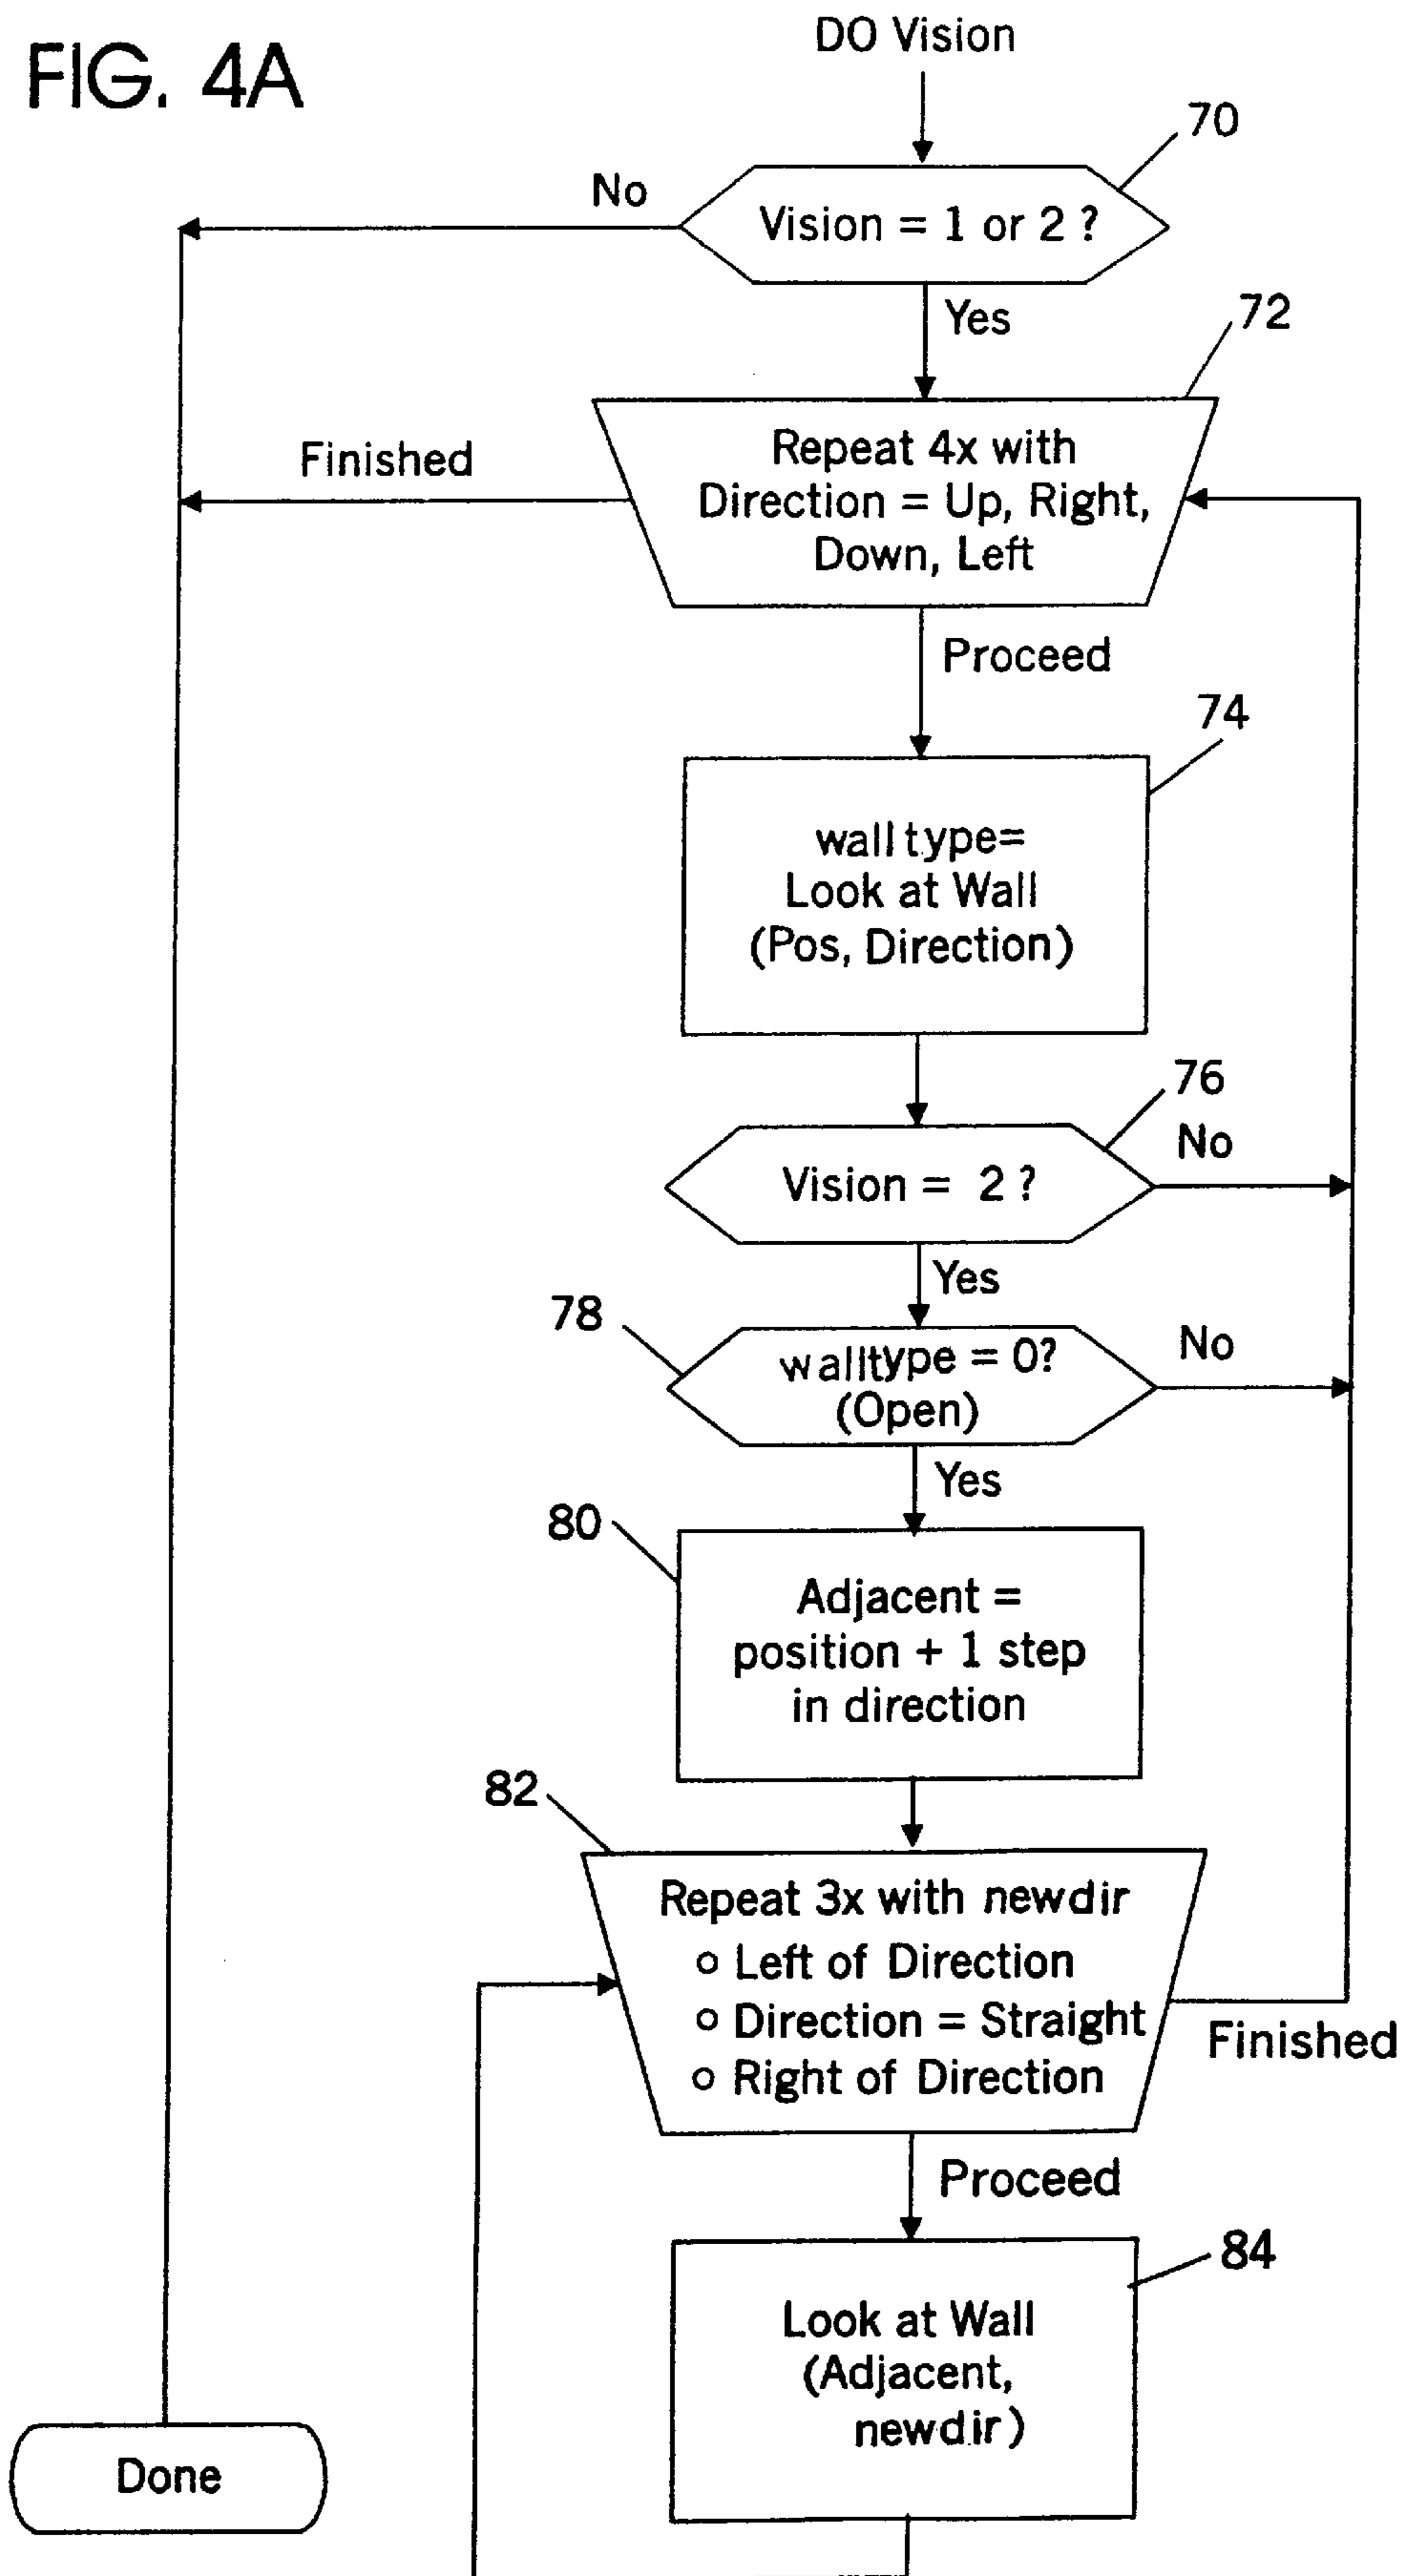 FIG. 4A
DO Vision
70
No
Vision = 1 or 2 ?
Yes
72
Finished
Repeat 4x with
Direction = Up, Right,
Down, Left
Proceed
74
walltype=
Look at Wall
(Pos, Direction)
76
No
Vision = 2 ?
Yes
78
No
walltype = 0?
(Open)
Yes
80
Adjacent =
position + 1 step
in direction
82
Repeat 3x with newdir
○ Left of Direction
○ Direction = Straight
○ Right of Direction
Finished
Proceed
84
Look at Wall
(Adjacent,
newdir)
Done